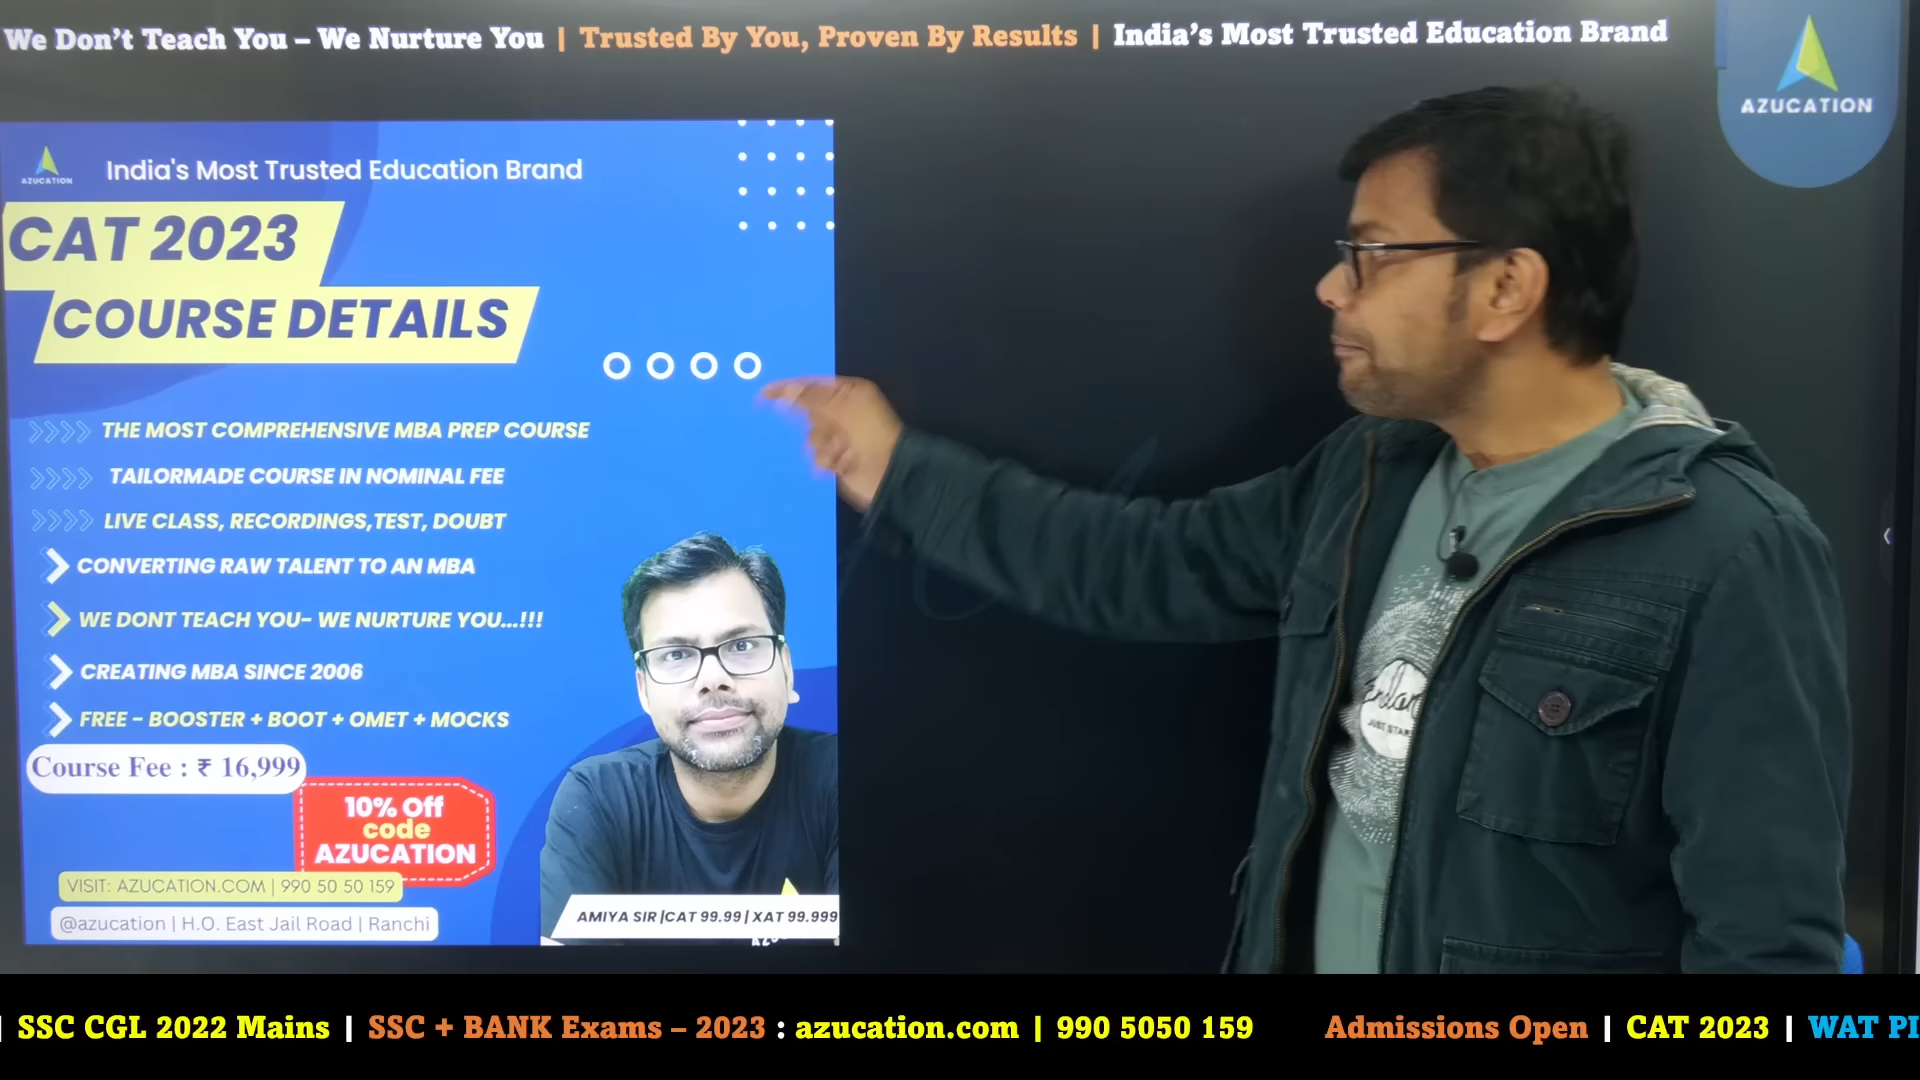 We Don't Teach You – We Nurture You | Trusted By You, Proven By Results | India's Most Trusted Education Brand
AZUCATION
AZUCATION
India's Most Trusted Education Brand
CAT 2023
COURSE DETAILS
THE MOST COMPREHENSIVE MBA PREP COURSE
TAILORMADE COURSE IN NOMINAL FEE
LIVE CLASS, RECORDINGS,TEST, DOUBT
CONVERTING RAW TALENT TO AN MBA
WE DONT TEACH YOU- WE NURTURE YOU...!!!
CREATING MBA SINCE 2006
FREE - BOOSTER + BOOT + OMET + MOCKS
Course Fee : ₹ 16,999
10% Off
code
AZUCATION
VISIT: AZUCATION.COM | 990 50 50 159
@azucation | H.O. East Jail Road | Ranchi
AMIYA SIR |CAT 99.99 | XAT 99.999
JUST STAR
| SSC CGL 2022 Mains | SSC + BANK Exams – 2023 : azucation.com | 990 5050 159 Admissions Open | CAT 2023 | WAT PI